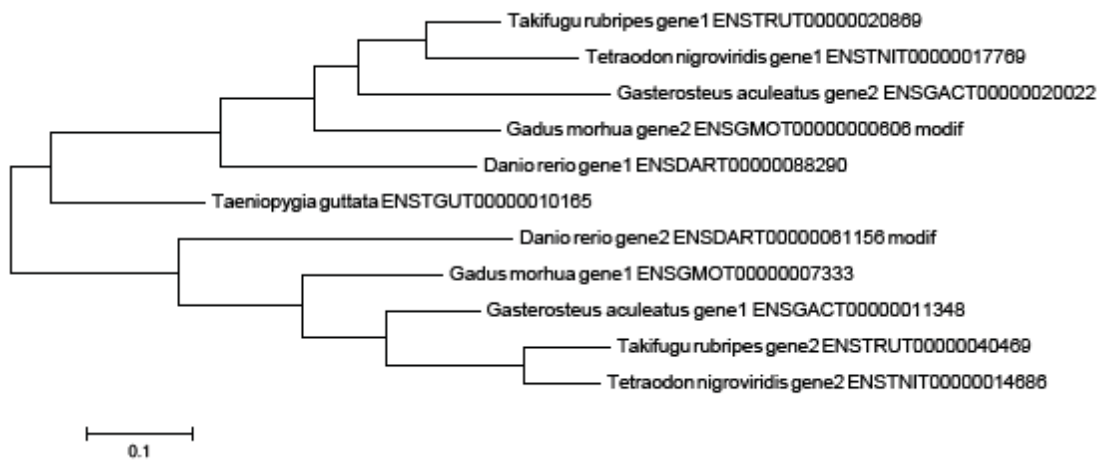 Takifugu rubripes gene1 ENSTRUT00000020869
Tetraodon nigroviridis gene1 ENSTNIT00000017769
Gasterosteus aculeatus gene2 ENSGACT00000020022
Gadus morhua gene2 ENSGMOT00000000606 modif
Danio rerio gene1 ENSDART00000088290
Taeniopygia guttata ENSTGUT00000010165
Danio rerio gene2 ENSDART00000061156 modif
Gadus morhua gene1 ENSGMOT00000007333
Gasterosteus aculeatus gene1 ENSGACT00000011348
Takifugu rubripes gene2 ENSTRUT00000040469
Tetraodon nigroviridis gene2 ENSTNIT00000014686
0.1